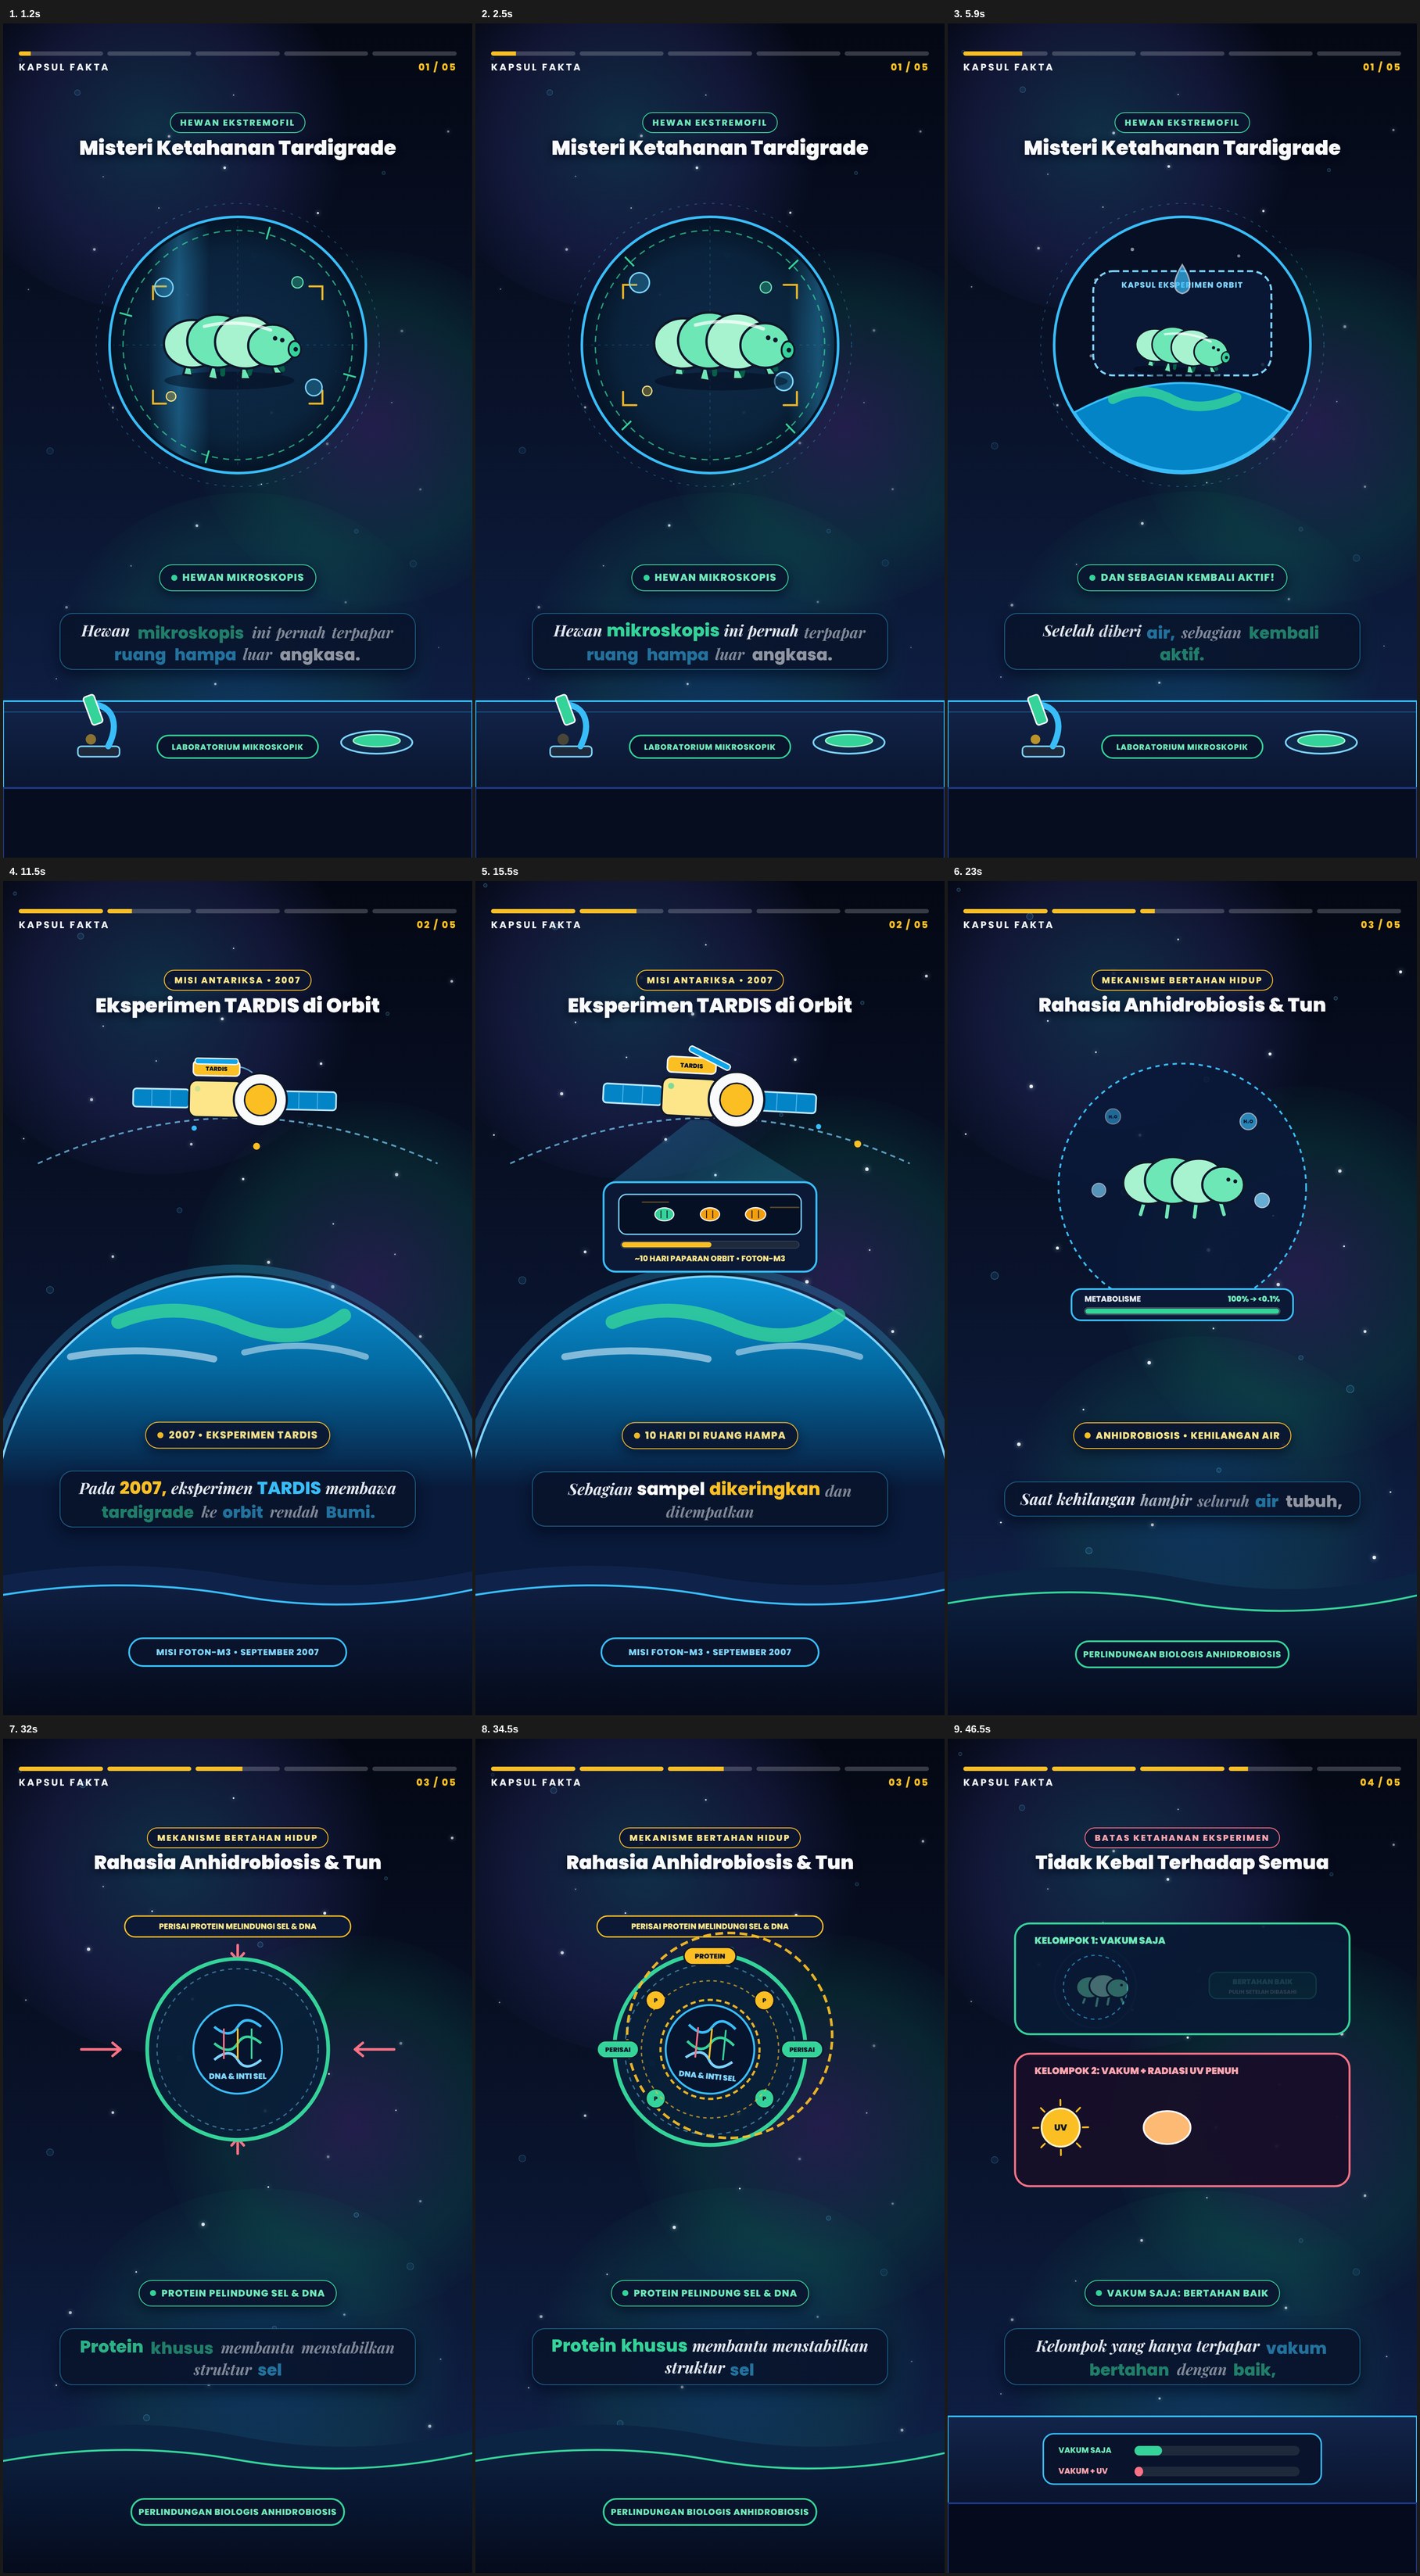 1. 1.2s
KAPSUL FAKTA
01 / 05
HEWAN EKSTREMOFIL
Misteri Ketahanan Tardigrade
HEWAN MIKROSKOPIS
Hewan mikroskopis ini pernah terpapar
ruang hampa luar angkasa.
LABORATORIUM MIKROSKOPIK
2. 2.5s
KAPSUL FAKTA
01 / 05
HEWAN EKSTREMOFIL
Misteri Ketahanan Tardigrade
HEWAN MIKROSKOPIS
Hewan mikroskopis ini pernah terpapar
ruang hampa luar angkasa.
LABORATORIUM MIKROSKOPIK
3. 5.9s
KAPSUL FAKTA
01 / 05
HEWAN EKSTREMOFIL
Misteri Ketahanan Tardigrade
KAPSUL EKSPERIMEN ORBIT
DAN SEBAGIAN KEMBALI AKTIF!
Setelah diberi air, sebagian kembali
aktif.
LABORATORIUM MIKROSKOPIK
4. 11.5s
KAPSUL FAKTA
02 / 05
MISI ANTARIKSA • 2007
Eksperimen TARDIS di Orbit
TARDIS
2007 • EKSPERIMEN TARDIS
Pada 2007, eksperimen TARDIS membawa
tardigrade ke orbit rendah Bumi.
MISI FOTON-M3 • SEPTEMBER 2007
5. 15.5s
KAPSUL FAKTA
02 / 05
MISI ANTARIKSA • 2007
Eksperimen TARDIS di Orbit
TARDIS
~10 HARI PAPARAN ORBIT • FOTON-M3
10 HARI DI RUANG HAMPA
Sebagian sampel dikeringkan dan
ditempatkan
MISI FOTON-M3 • SEPTEMBER 2007
6. 23s
KAPSUL FAKTA
03 / 05
MEKANISME BERTAHAN HIDUP
Rahasia Anhidrobiosis & Tun
METABOLISME
100% → <0.1%
ANHIDROBIOSIS • KEHILANGAN AIR
Saat kehilangan hampir seluruh air tubuh,
PERLINDUNGAN BIOLOGIS ANHIDROBIOSIS
7. 32s
KAPSUL FAKTA
03 / 05
MEKANISME BERTAHAN HIDUP
Rahasia Anhidrobiosis & Tun
PERISAI PROTEIN MELINDUNGI SEL & DNA
DNA & INTI SEL
PROTEIN PELINDUNG SEL & DNA
Protein khusus membantu menstabilkan
struktur sel
PERLINDUNGAN BIOLOGIS ANHIDROBIOSIS
8. 34.5s
KAPSUL FAKTA
03 / 05
MEKANISME BERTAHAN HIDUP
Rahasia Anhidrobiosis & Tun
PERISAI PROTEIN MELINDUNGI SEL & DNA
PROTEIN
P
P
PERISAI
PERISAI
DNA & INTI SEL
P
P
PROTEIN PELINDUNG SEL & DNA
Protein khusus membantu menstabilkan
struktur sel
PERLINDUNGAN BIOLOGIS ANHIDROBIOSIS
9. 46.5s
KAPSUL FAKTA
04 / 05
BATAS KETAHANAN EKSPERIMEN
Tidak Kebal Terhadap Semua
KELOMPOK 1: VAKUM SAJA
BERTAHAN BAIK
KELOMPOK 2: VAKUM + RADIASI UV PENUH
UV
VAKUM SAJA: BERTAHAN BAIK
Kelompok yang hanya terpapar vakum
bertahan dengan baik,
VAKUM SAJA
VAKUM + UV